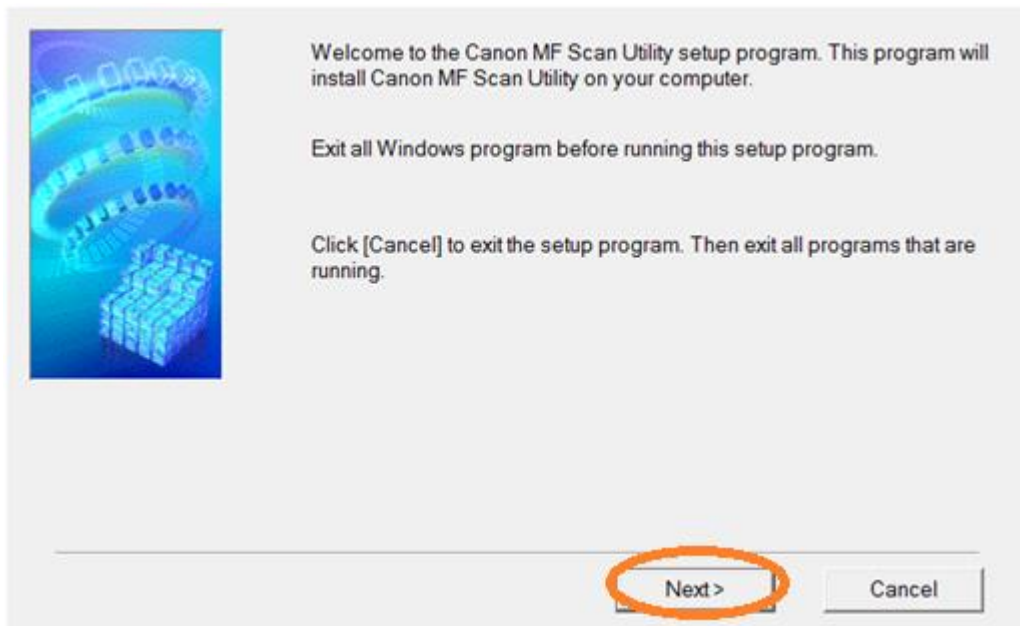 Welcome to the Canon MF Scan Utility setup program. This program will
install Canon MF Scan Utility on your computer.
Exit all Windows program before running this setup program.
Click [Cancel] to exit the setup program. Then exit all programs that are
running.
Next >
Cancel